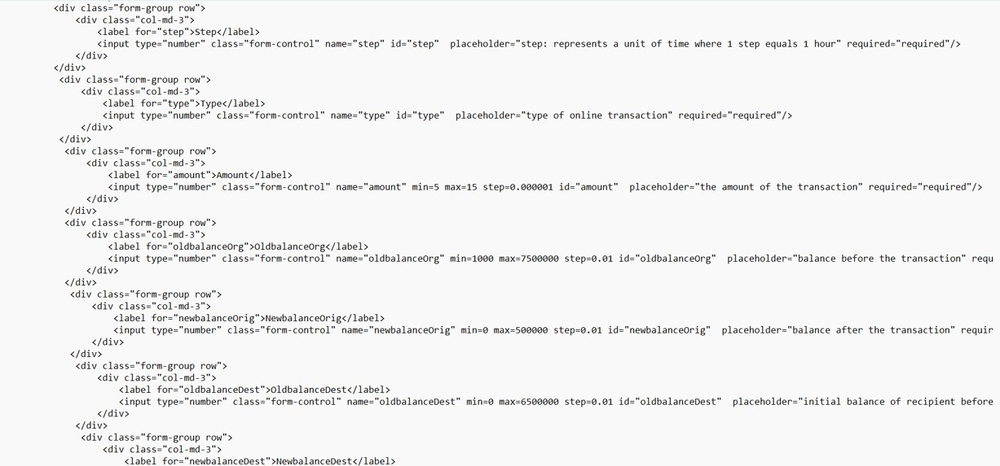 <div class="form-group row">
<div class="col-md-3">
<label for="step">Step</label>
<input type="number" class="form-control" name="step" id="step"  placeholder="step: represents a unit of time where 1 step equals 1 hour" required="required"/>
</div>
</div>
<div class="form-group row">
<div class="col-md-3">
<label for="type">Type</label>
<input type="number" class="form-control" name="type" id="type"  placeholder="type of online transaction" required="required"/>
</div>
</div>
<div class="form-group row">
<div class="col-md-3">
<label for="amount">Amount</label>
<input type="number" class="form-control" name="amount" min=5 max=15 step=0.000001 id="amount"  placeholder="the amount of the transaction" required="required"/>
</div>
</div>
<div class="form-group row">
<div class="col-md-3">
<label for="oldbalanceOrg">OldbalanceOrg</label>
<input type="number" class="form-control" name="oldbalanceOrg" min=1000 max=7500000 step=0.01 id="oldbalanceOrg"  placeholder="balance before the transaction" requ
</div>
</div>
<div class="form-group row">
<div class="col-md-3">
<label for="newbalanceOrig">NewbalanceOrig</label>
<input type="number" class="form-control" name="newbalanceOrig" min=0 max=500000 step=0.01 id="newbalanceOrig"  placeholder="balance after the transaction" requir
</div>
</div>
<div class="form-group row">
<div class="col-md-3">
<label for="oldbalanceDest">OldbalanceDest</label>
<input type="number" class="form-control" name="oldbalanceDest" min=0 max=6500000 step=0.01 id="oldbalanceDest"  placeholder="initial balance of recipient before
</div>
</div>
<div class="form-group row">
<div class="col-md-3">
<label for="newbalanceDest">NewbalanceDest</label>